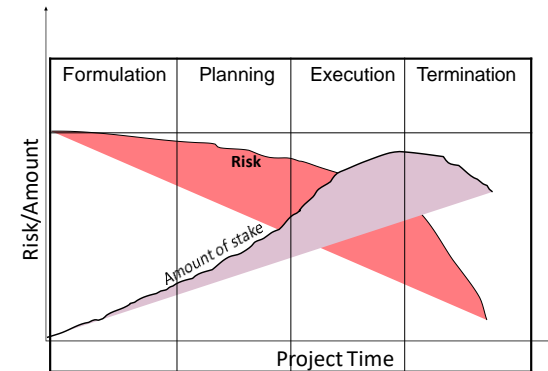 Formulation Planning Execution Termination
Risk
Amount of stake
Risk/Amount
Project Time